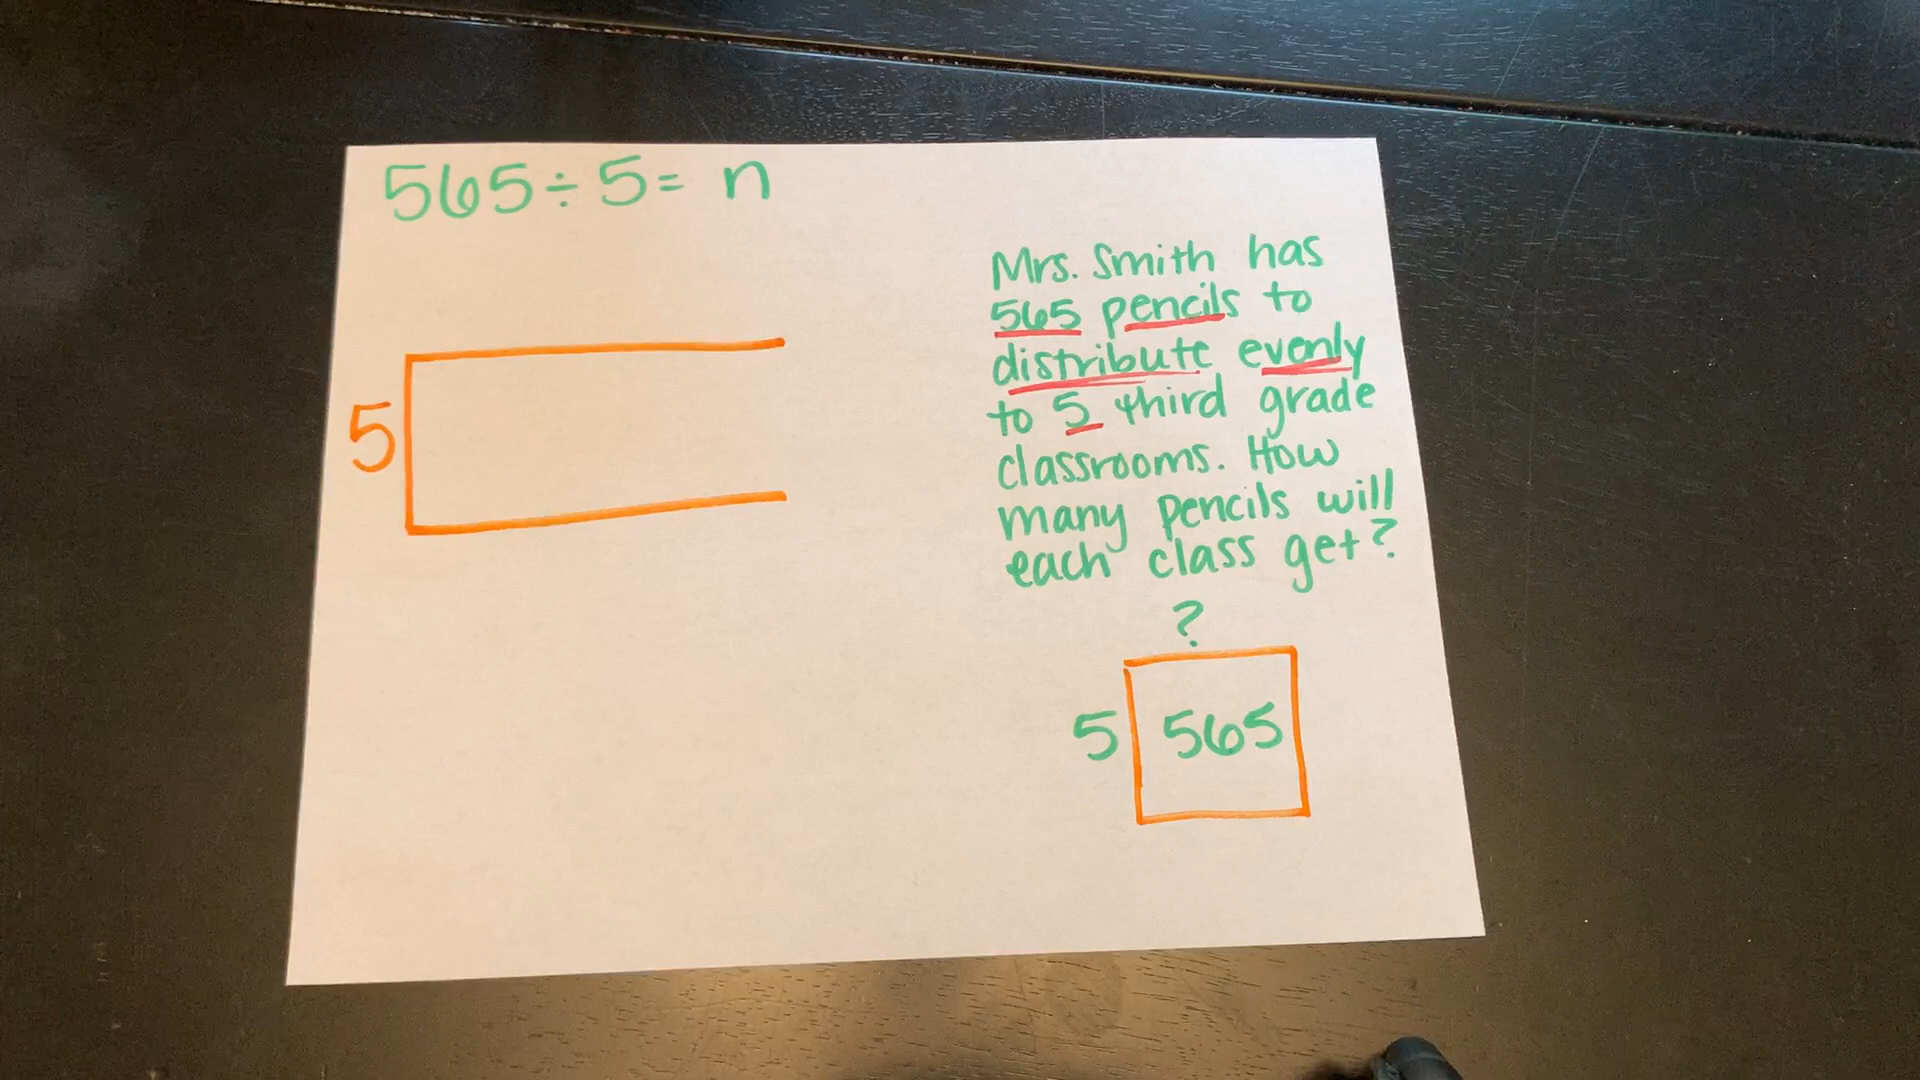 565÷5= n
Mrs. Smith has
565 pencils to
distribute evenly
to 5 third grade
classrooms. How
many pencils will
each class get?
5
?
5 565